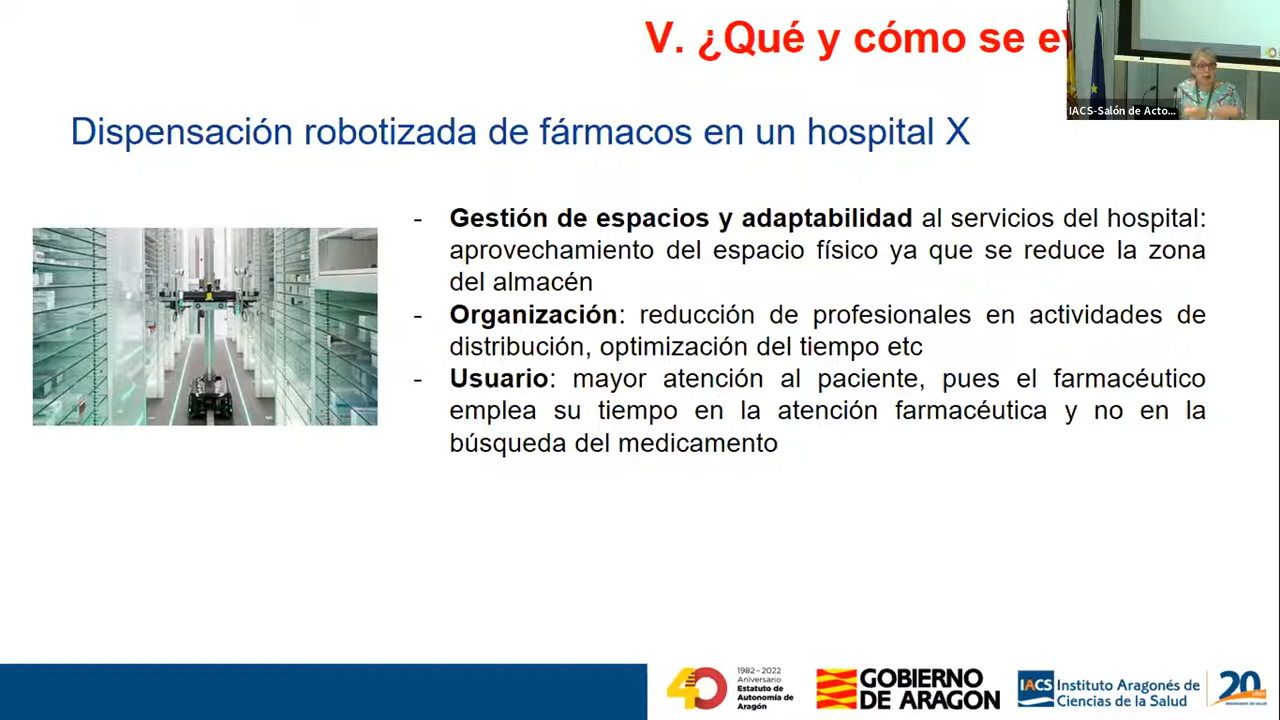 V. ¿Qué y cómo se
IACS-Salón de Acto...
Dispensación robotizada de fármacos en un hospital X
- Gestión de espacios y adaptabilidad al servicios del hospital:
aprovechamiento del espacio físico ya que se reduce la zona
del almacén
- Organización: reducción de profesionales en actividades de
distribución, optimización del tiempo etc
- Usuario: mayor atención al paciente, pues el farmacéutico
emplea su tiempo en la atención farmacéutica y no en la
búsqueda del medicamento
40
1982-2022
Aniversario
Estatuto de
Autonomía de
Aragón
GOBIERNO
DE ARAGON
IACS
Instituto Aragonés de
Ciencias de la Salud
20